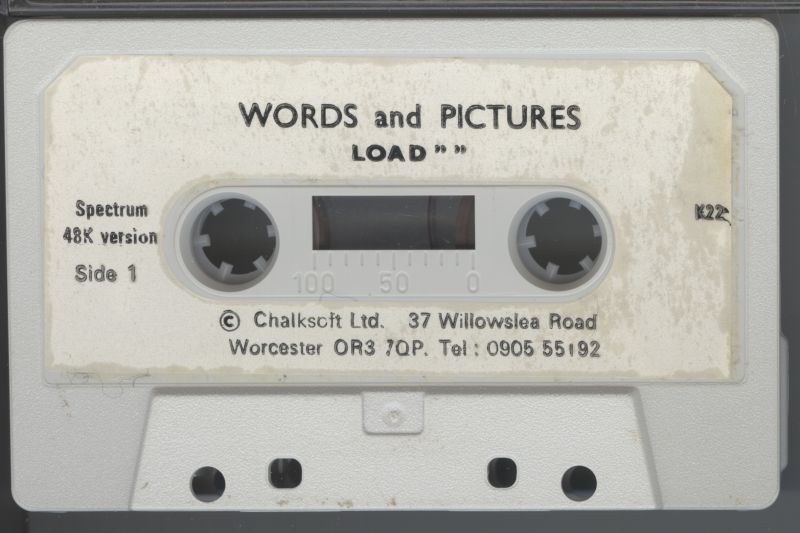 WORDS and PICTURES
LOAD ” ”
Spectrum
48K version
Side 1
K22
100 50 0
© Chalksoft Ltd. 37 Willowslea Road
Worcester OR3 7QP. Tel : 0905 55192